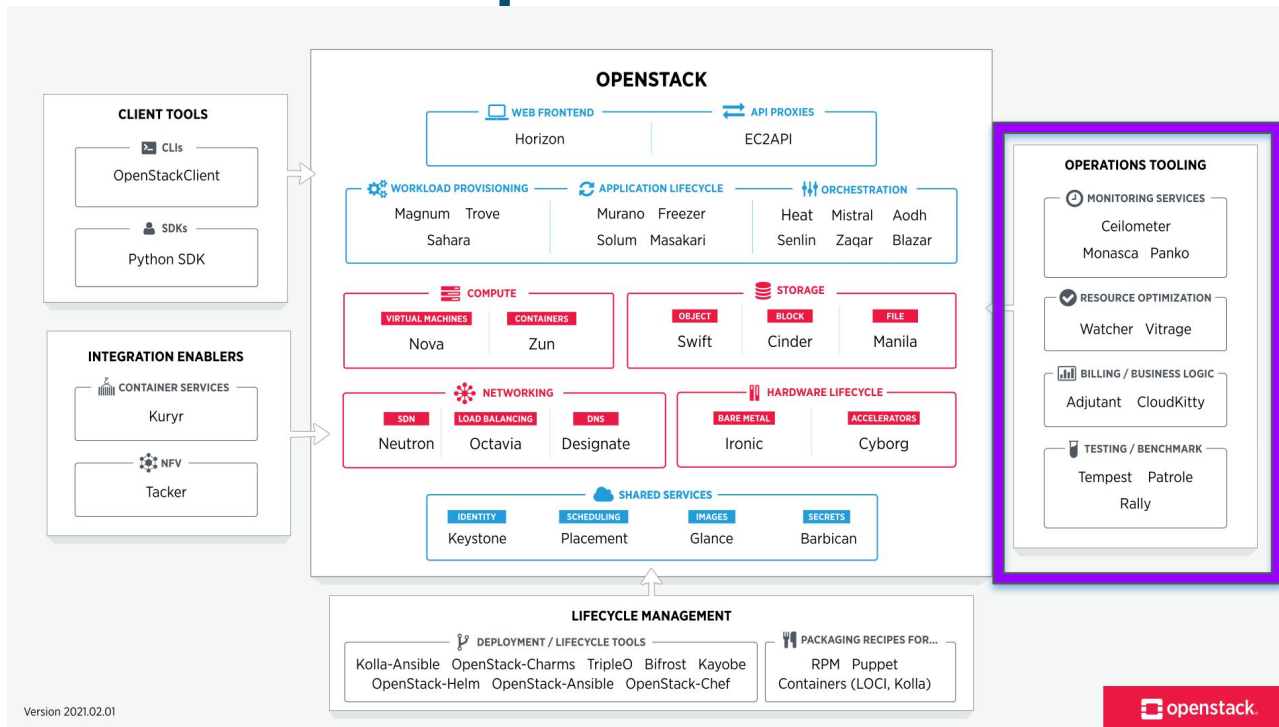 OPENSTACK
WEB FRONTEND
API PROXIES
Horizon
EC2API
WORKLOAD PROVISIONING
APPLICATION LIFECYCLE
ORCHESTRATION
Magnum Trove
Sahara
Murano Freezer
Solum Masakari
Heat Mistral Aodh
Senlin Zaqar Blazar
COMPUTE
VIRTUAL MACHINES
CONTAINERS
Nova
Zun
STORAGE
OBJECT
BLOCK
FILE
Swift
Cinder
Manila
NETWORKING
SDN
LOAD BALANCING
DNS
Neutron
Octavia
Designate
HARDWARE LIFECYCLE
BARE METAL
ACCELERATORS
Ironic
Cyborg
SHARED SERVICES
IDENTITY
SCHEDULING
IMAGES
SECRETS
Keystone
Placement
Glance
Barbican
CLIENT TOOLS
CLIs
OpenStackClient
SDKs
Python SDK
INTEGRATION ENABLERS
CONTAINER SERVICES
Kuryr
NFV
Tacker
OPERATIONS TOOLING
MONITORING SERVICES
Ceilometer
Monasca Panko
RESOURCE OPTIMIZATION
Watcher Vitrage
BILLING / BUSINESS LOGIC
Adjutant CloudKitty
TESTING / BENCHMARK
Tempest Patrole
Rally
LIFECYCLE MANAGEMENT
DEPLOYMENT / LIFECYCLE TOOLS
Kolla-Ansible OpenStack-Charms TripleO Bifrost Kayobe
OpenStack-Helm OpenStack-Ansible OpenStack-Chef
PACKAGING RECIPES FOR...
RPM Puppet
Containers (LOCI, Kolla)
Version 2021.02.01
openstack.